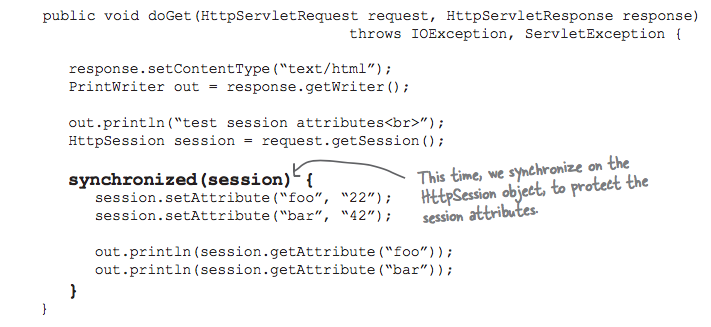 public void doGet(HttpServletRequest request, HttpServletResponse response)
throws IOException, ServletException {
response.setContentType(“text/html”);
PrintWriter out = response.getWriter();
out.println(“test session attributes<br>”);
HttpSession session = request.getSession();
synchronized(session) {
session.setAttribute(“foo”, “22”);
session.setAttribute(“bar”, “42”);
out.println(session.getAttribute(“foo”));
out.println(session.getAttribute(“bar”));
}
}
This time, we synchronize on the
HttpSession object, to protect the
session attributes.